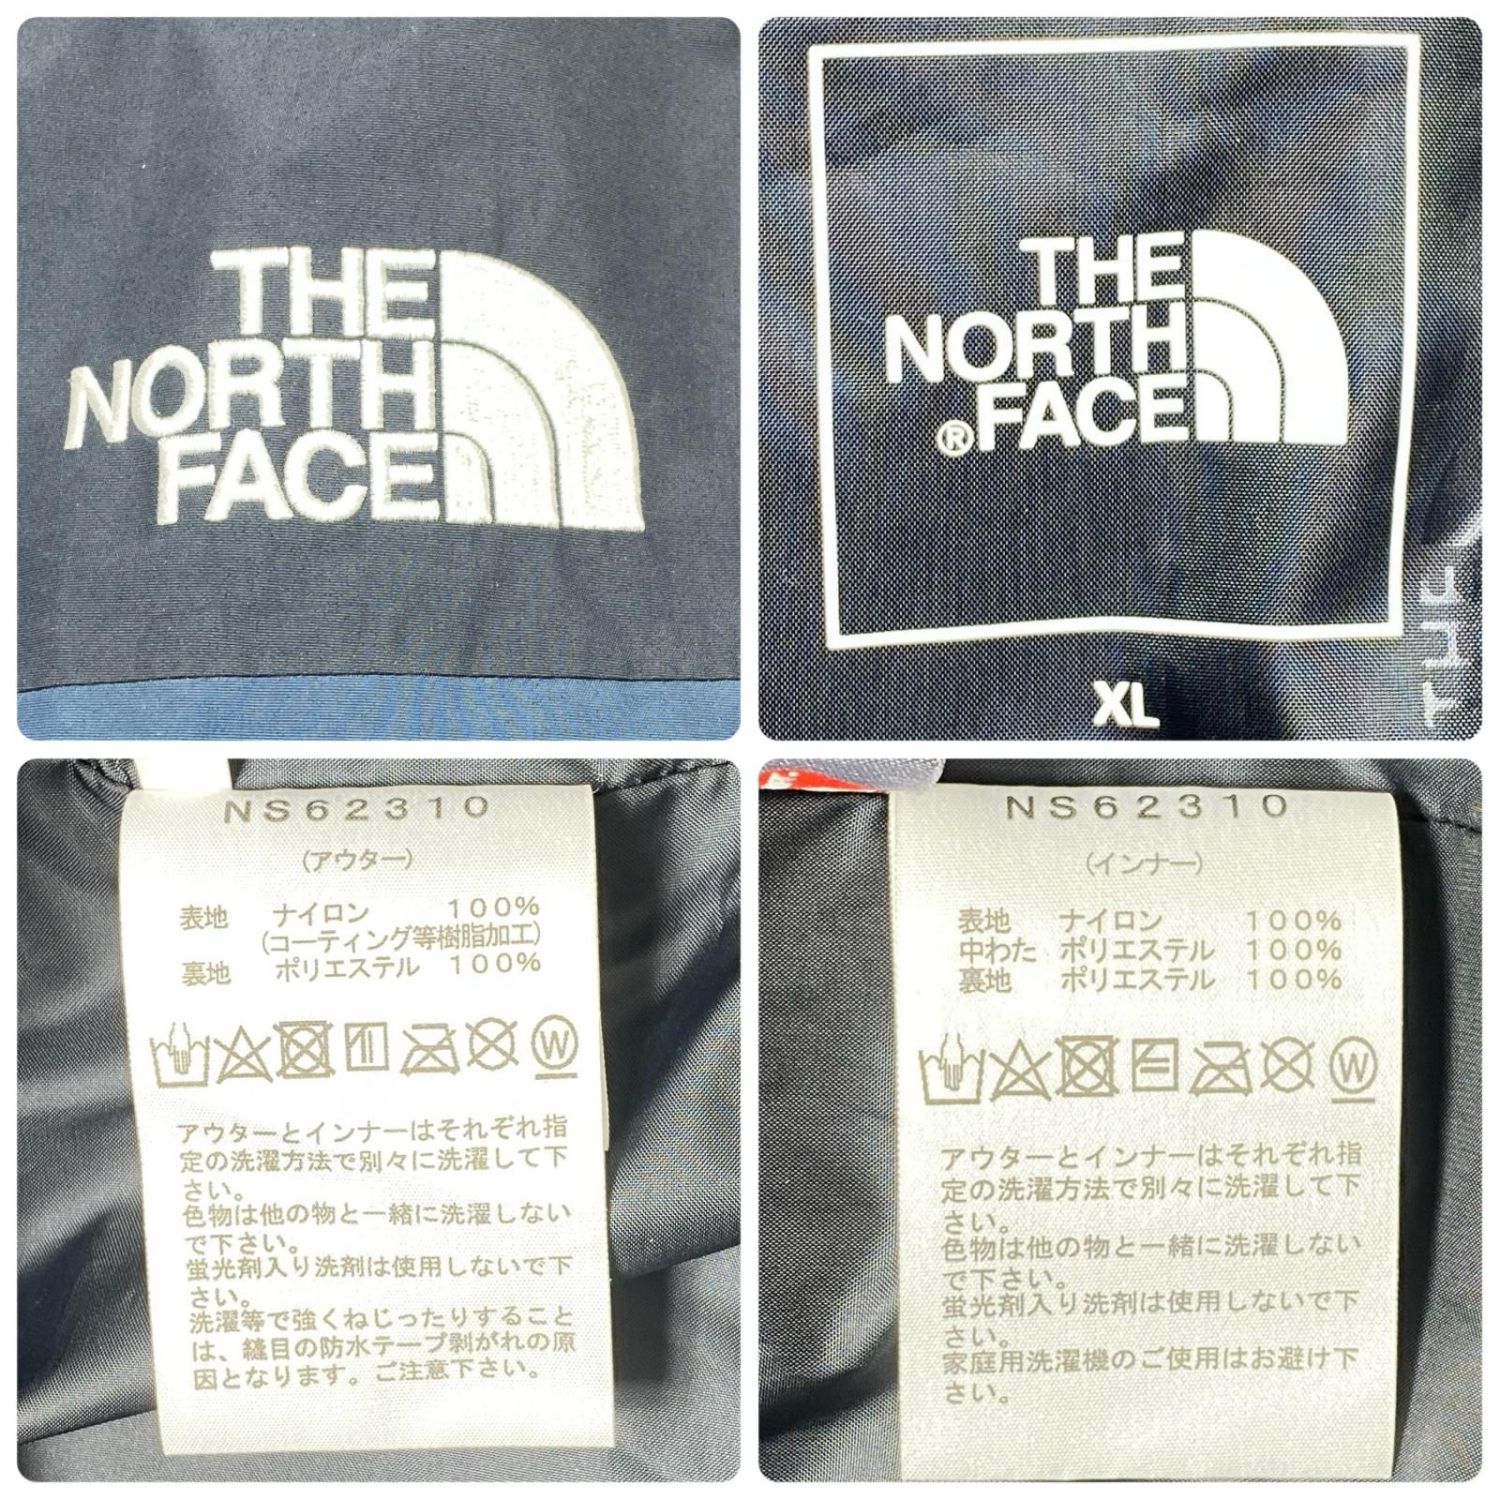 THE
NORTH
FACE
THE
NORTH
®FACE
XL
NS62310
(アウター)
表地 ナイロン 100%
(コーティング等樹脂加工)
裏地 ポリエステル 100%
W
アウターとインナーはそれぞれ指
定の洗濯方法で別々に洗濯して下
さい。
色物は他の物と一緒に洗濯しない
で下さい。
蛍光剤入り洗剤は使用しないで下
さい。
洗濯等で強くねじったりすること
は、縫目の防水テープ剥がれの原
因となります。ご注意下さい。
NS62310
(インナー)
表地 ナイロン 100%
中わた ポリエステル 100%
裏地 ポリエステル 100%
W
アウターとインナーはそれぞれ指
定の洗濯方法で別々に洗濯して下
さい。
色物は他の物と一緒に洗濯しない
で下さい。
蛍光剤入り洗剤は使用しないで下
さい。
家庭用洗濯機のご使用はお避け下
さい。